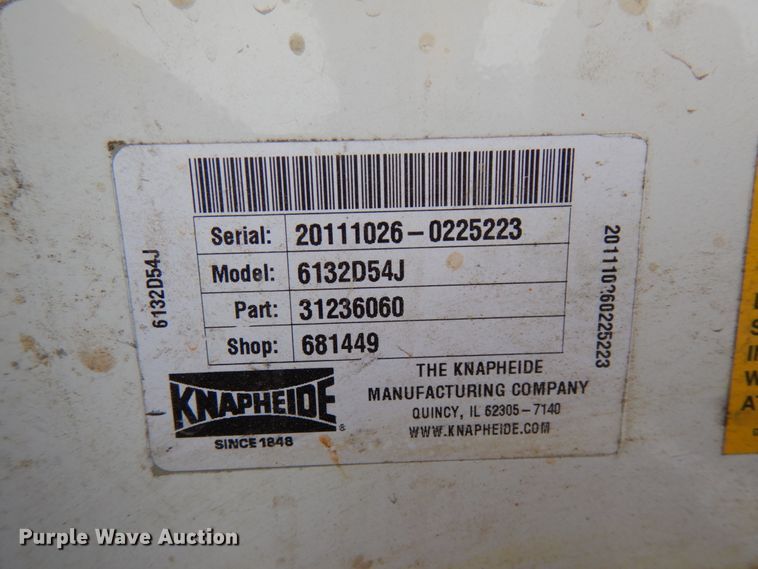 Serial: 20111026-0225223
Model: 6132D54J
Part: 31236060
Shop: 681449
6132D54J
201110260225223
KNAPHEIDE
SINCE 1848
THE KNAPHEIDE
MANUFACTURING COMPANY
QUINCY, IL 62305-7140
WWW.KNAPHEIDE.COM
Purple Wave Auction